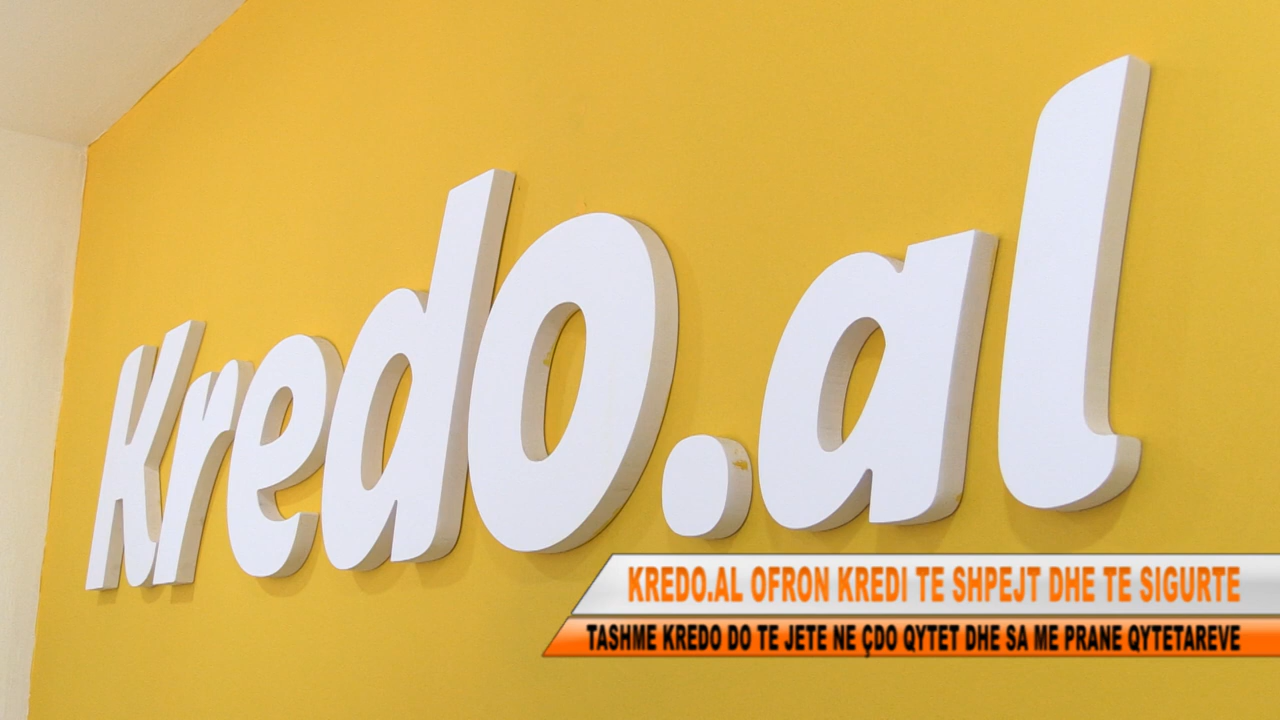 Kredo.al
KREDO.AL OFRON KREDI TE SHPEJT DHE TE SIGURTE
TASHME KREDO DO TE JETE NE ÇDO QYTET DHE SA ME PRANE QYTETAREVE